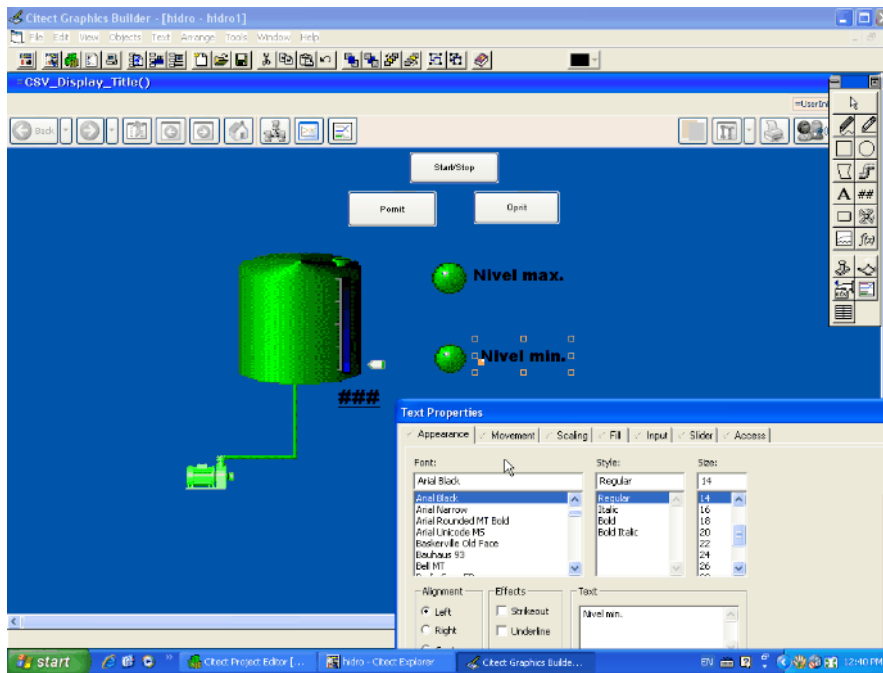 Citect Graphics Builder - [hidro - hidro1]
File Edit View Objects Text Arrange Tools Window Help
=CSV_Display_Title()
Back
Start/Stop
Pornit
Oprit
Nivel max.
Nivel min.
###
A ##
f(x)
Text Properties
Appearance Movement Scaling Fill Input Slider Access
Font: Style: Size:
Arial Black Regular 14
Arial Black Regular 14
Arial Narrow Italic 16
Arial Rounded MT Bold Bold 18
Arial Unicode MS Bold Italic 20
Baskerville Old Face 22
Bauhaus 93 24
Bell MT 26
Alignment Effects Text
Left Strikeout Nivel min.
Right Underline
start Citect Project Editor [... hidro - Citect Explorer Citect Graphics Builde... EN 12:40 PM